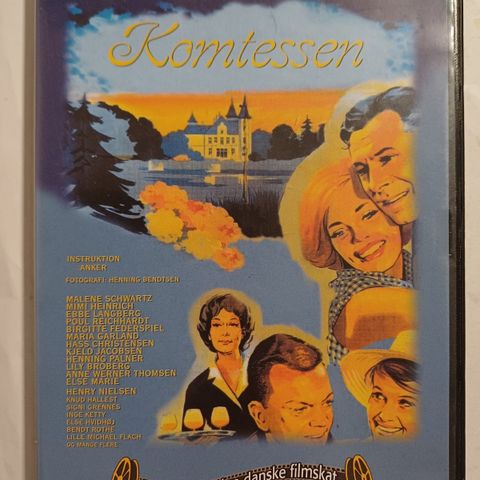 Komtessen
INSTRUKTION
ANKER
FOTOGRAFI: HENNING BENDTSEN
MALENE SCHWARTZ
MIMI HEINRICH
EBBE LANGBERG
POUL REICHHARDT
BIRGITTE FEDERSPIEL
MARIA GARLAND
HASS CHRISTENSEN
KJELD JACOBSEN
HENNING PALNER
LILY BROBERG
ANNE WERNER THOMSEN
ELSE MARIE
HENRY NIELSEN
KNUD HALLEST
SIGNI GRENNES
INGE KETTY
ELSE HVIDHØJ
BENDT ROTHE
LILLE MICHAEL FLACH
OG MANGE FLERE
danske filmskat